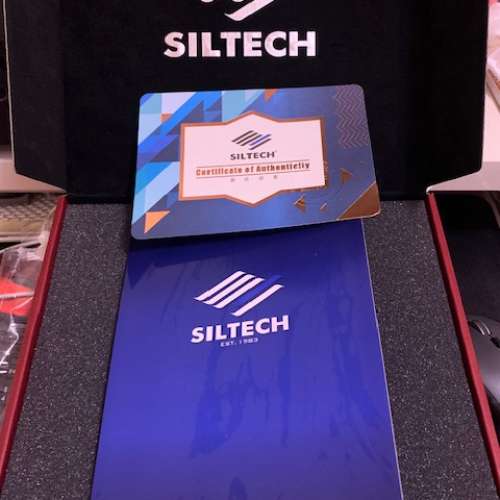 SILTECH
SILTECH®
Certificate of Authenticity
SILTECH
EST. 1983